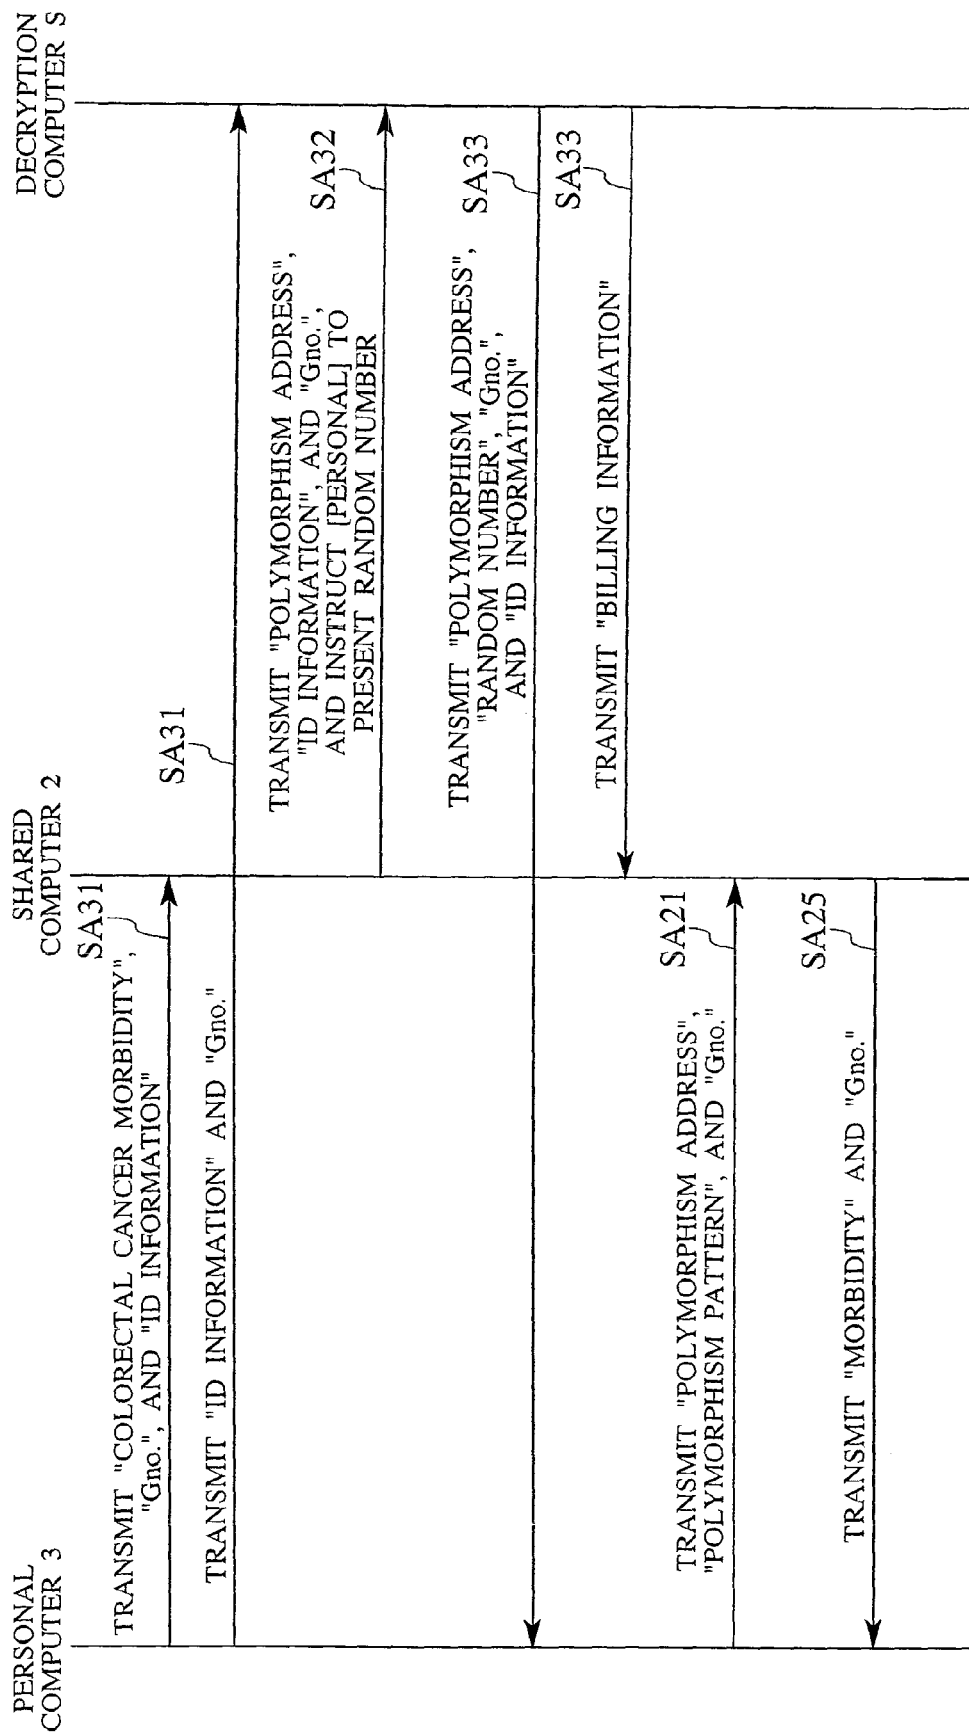 PERSONAL
COMPUTER 3
SHARED
COMPUTER 2
DECRYPTION
COMPUTER S
TRANSMIT "COLORECTAL CANCER MORBIDITY",
"Gno.", AND "ID INFORMATION"
SA31
TRANSMIT "ID INFORMATION" AND "Gno."
SA31
TRANSMIT "POLYMORPHISM ADDRESS",
"ID INFORMATION", AND "Gno.",
AND INSTRUCT [PERSONAL] TO
PRESENT RANDOM NUMBER
SA32
TRANSMIT "POLYMORPHISM ADDRESS",
"RANDOM NUMBER", "Gno.",
AND "ID INFORMATION"
SA33
TRANSMIT "BILLING INFORMATION"
SA33
TRANSMIT "POLYMORPHISM ADDRESS",
"POLYMORPHISM PATTERN", AND "Gno."
SA21
TRANSMIT "MORBIDITY" AND "Gno."
SA25